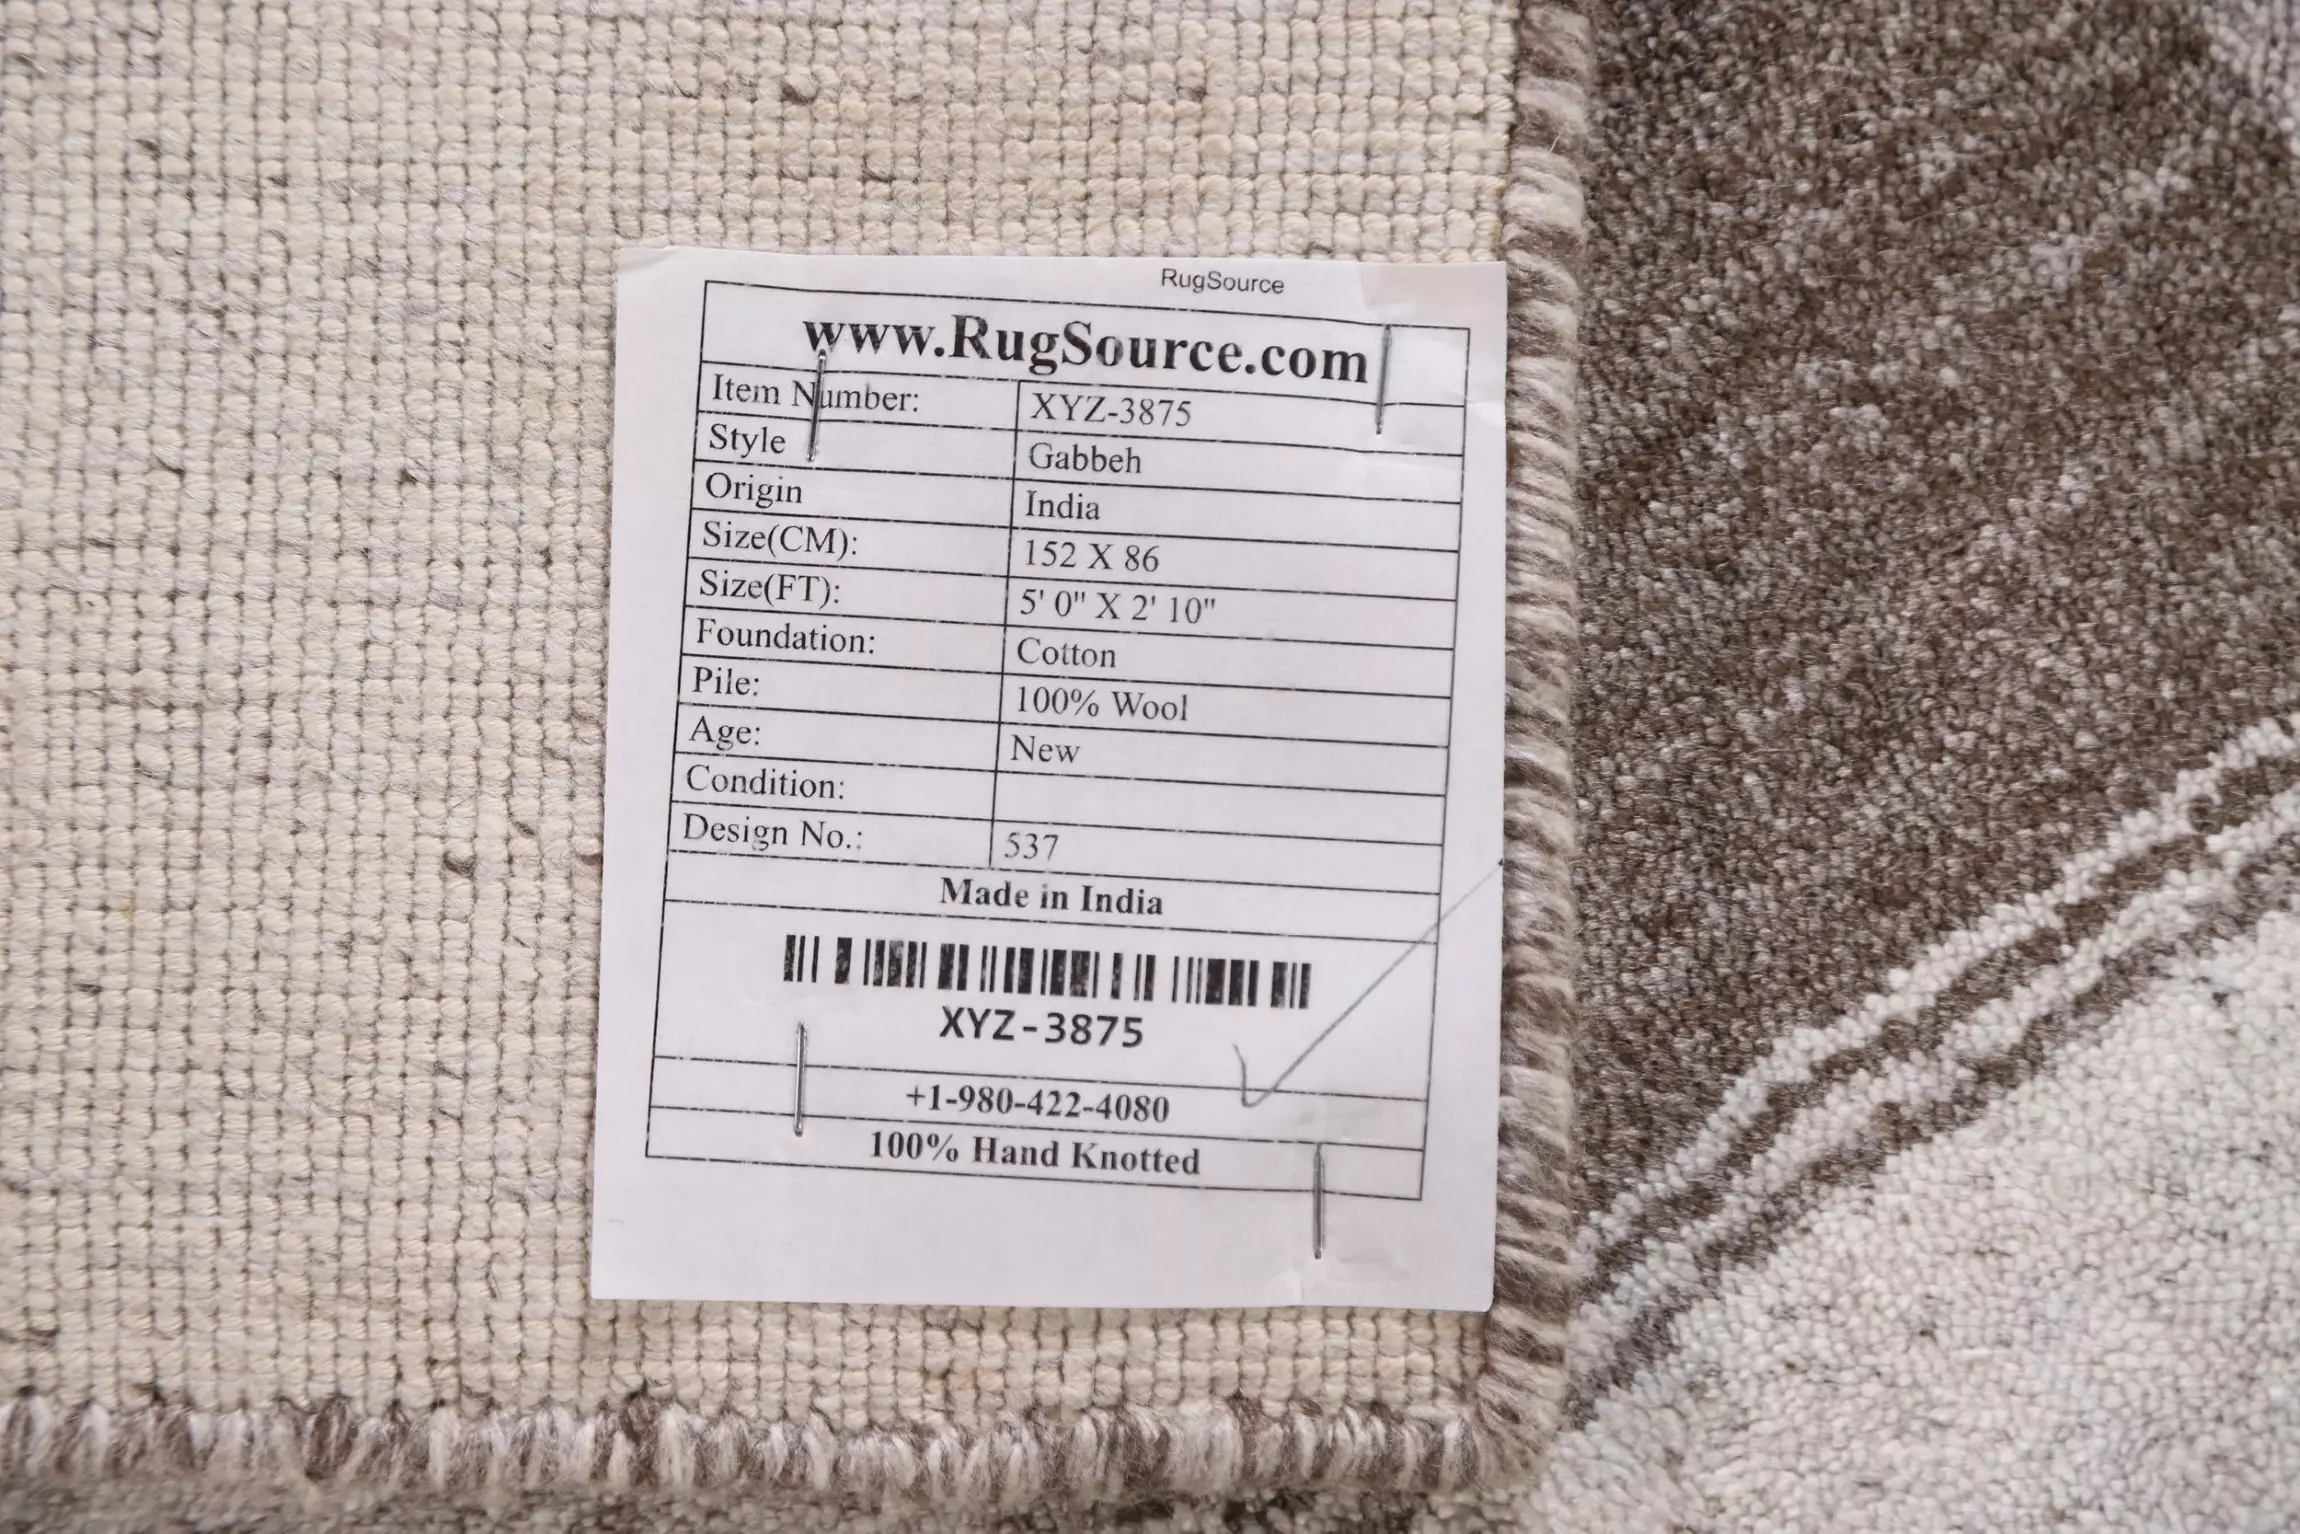 RugSource
www.RugSource.com
Item Number: XYZ-3875
Style Gabbeh
Origin India
Size(CM): 152 X 86
Size(FT): 5' 0" X 2' 10"
Foundation: Cotton
Pile: 100% Wool
Age: New
Condition:
Design No.: 537
Made in India
XYZ-3875
+1-980-422-4080
100% Hand Knotted